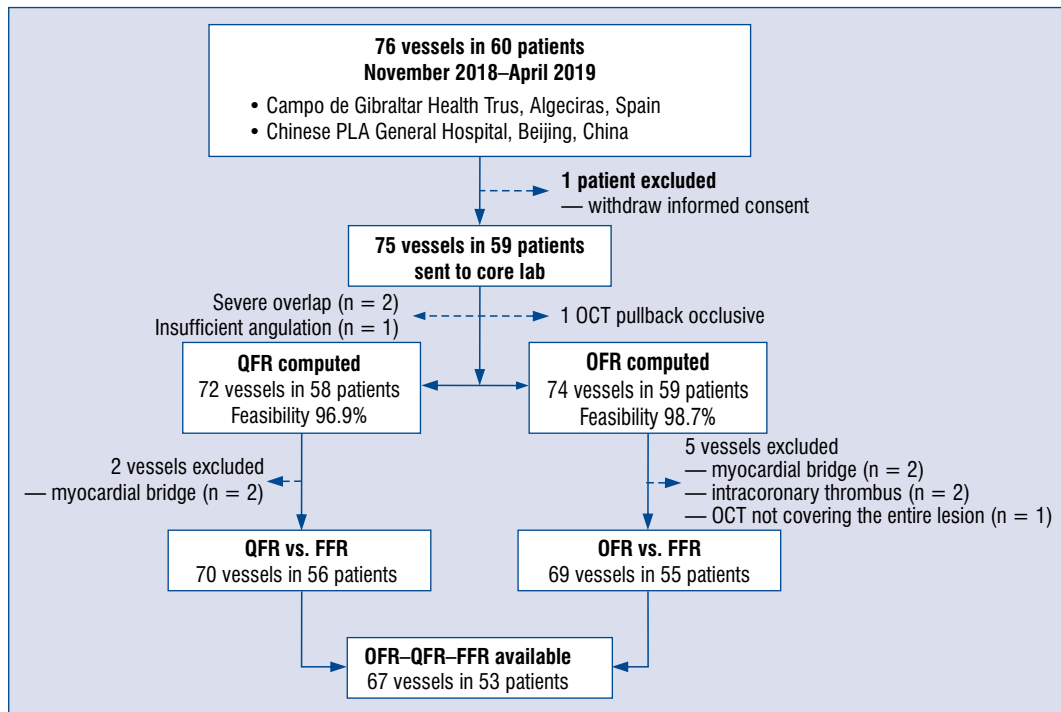 76 vessels in 60 patients
November 2018–April 2019
• Campo de Gibraltar Health Trus, Algeciras, Spain
• Chinese PLA General Hospital, Beijing, China
1 patient excluded
— withdraw informed consent
75 vessels in 59 patients
sent to core lab
Severe overlap (n = 2)
Insufficient angulation (n = 1)
1 OCT pullback occlusive
QFR computed
72 vessels in 58 patients
Feasibility 96.9%
OFR computed
74 vessels in 59 patients
Feasibility 98.7%
2 vessels excluded
— myocardial bridge (n = 2)
5 vessels excluded
— myocardial bridge (n = 2)
— intracoronary thrombus (n = 2)
— OCT not covering the entire lesion (n = 1)
QFR vs. FFR
70 vessels in 56 patients
OFR vs. FFR
69 vessels in 55 patients
OFR–QFR–FFR available
67 vessels in 53 patients